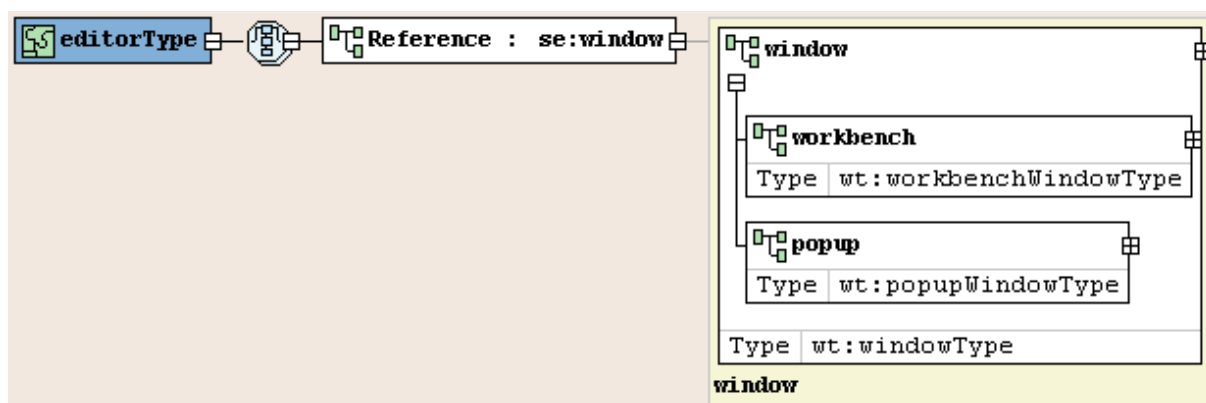 editorType
Reference : se:window
window
workbench
Type wt:workbenchWindowType
popup
Type wt:popupWindowType
Type wt:windowType
window